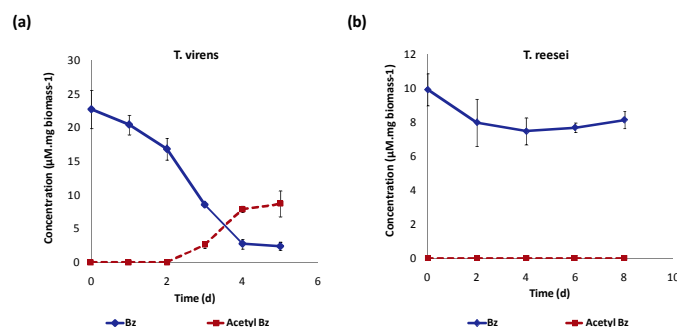 (a)
T. virens
Concentration (µM.mg biomass-1)
30
25
20
15
10
5
0
0 2 4 6
Time (d)
Bz Acetyl Bz
(b)
T. reesei
Concentration (µM.mg biomass-1)
12
10
8
6
4
2
0
0 2 4 6 8 10
Time (d)
Bz Acetyl Bz